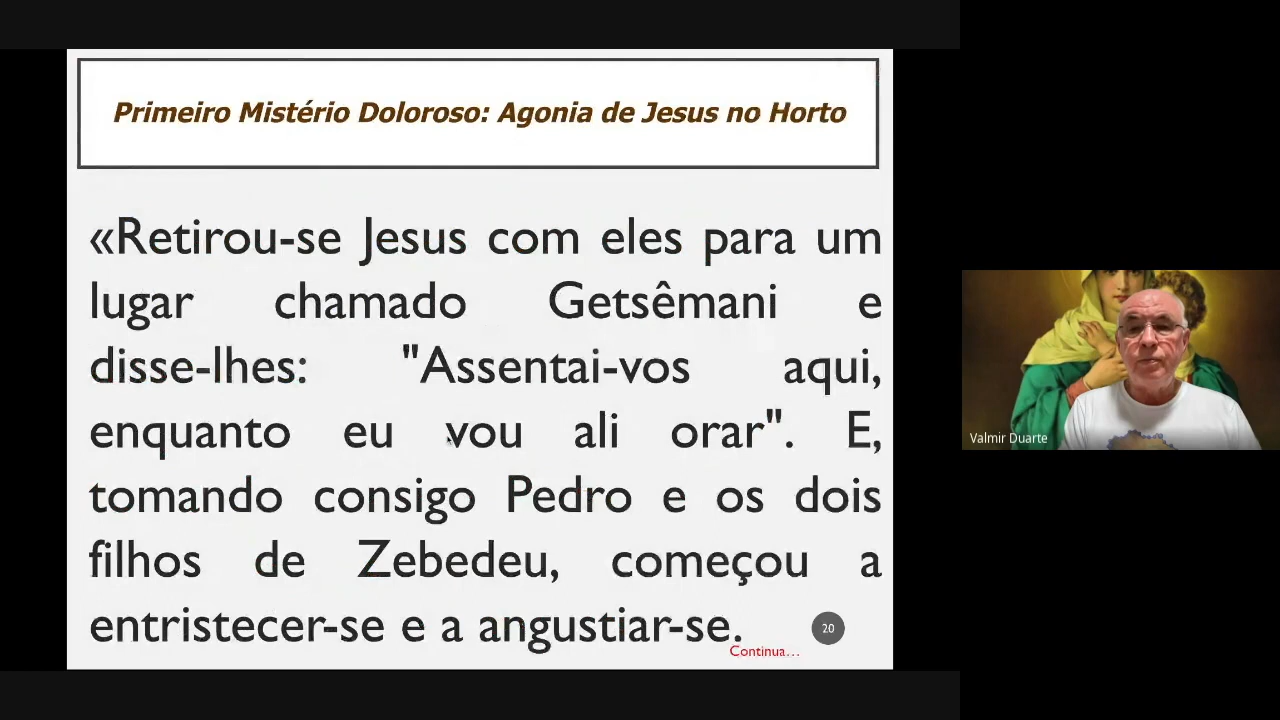 Primeiro Mistério Doloroso: Agonia de Jesus no Horto
«Retirou-se Jesus com eles para um
lugar chamado Getsêmani e
disse-lhes: "Assentai-vos aqui,
enquanto eu vou ali orar". E,
tomando consigo Pedro e os dois
filhos de Zebedeu, começou a
entristecer-se e a angustiar-se.
20
Continua...
Valmir Duarte